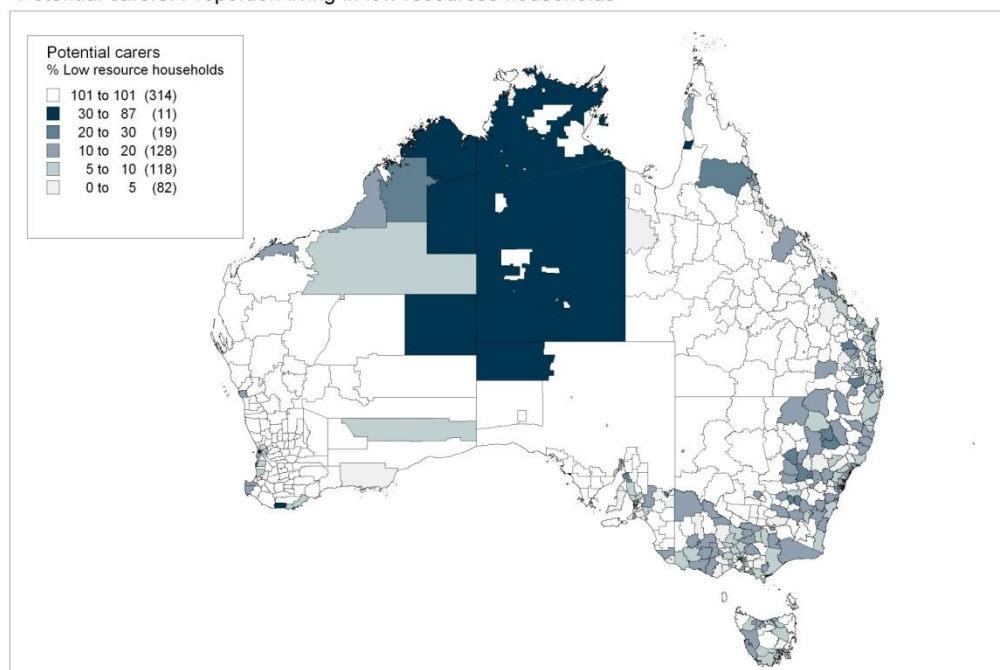 Potential carers
% Low resource households
101 to 101 (314)
30 to 87 (11)
20 to 30 (19)
10 to 20 (128)
5 to 10 (118)
0 to 5 (82)